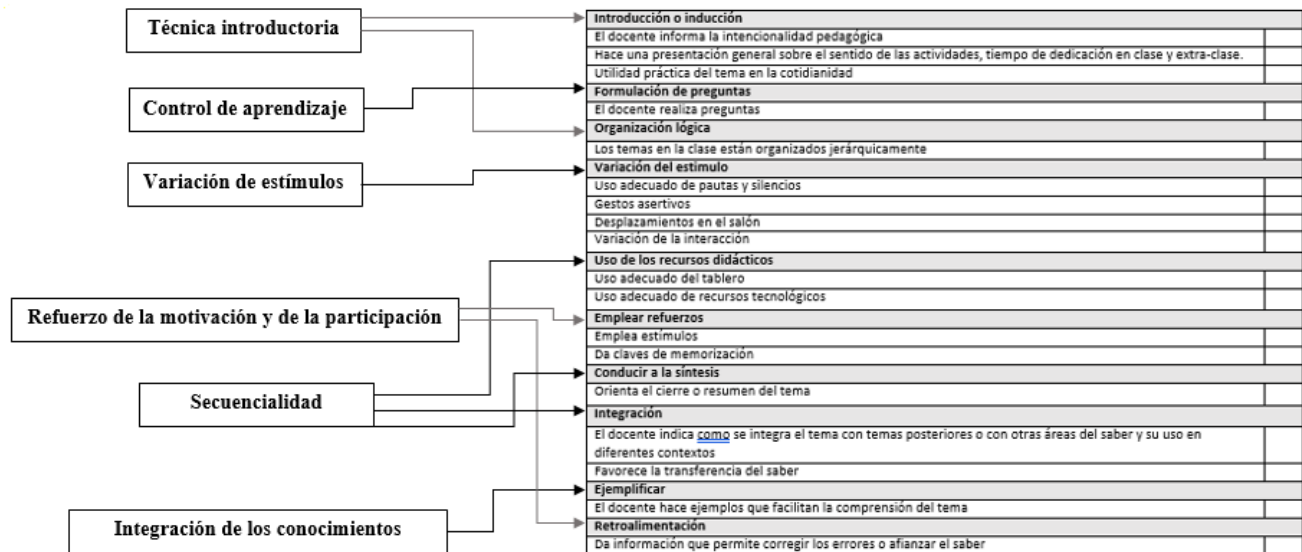 Técnica introductoria
Control de aprendizaje
Variación de estímulos
Refuerzo de la motivación y de la participación
Secuencialidad
Integración de los conocimientos
Introducción o inducción
El docente informa la intencionalidad pedagógica
Hace una presentación general sobre el sentido de las actividades, tiempo de dedicación en clase y extra-clase.
Utilidad práctica del tema en la cotidianidad
Formulación de preguntas
El docente realiza preguntas
Organización lógica
Los temas en la clase están organizados jerárquicamente
Variación del estimulo
Uso adecuado de pautas y silencios
Gestos asertivos
Desplazamientos en el salón
Variación de la interacción
Uso de los recursos didácticos
Uso adecuado del tablero
Uso adecuado de recursos tecnológicos
Emplear refuerzos
Emplea estímulos
Da claves de memorización
Conducir a la síntesis
Orienta el cierre o resumen del tema
Integración
El docente indica como se integra el tema con temas posteriores o con otras áreas del saber y su uso en
diferentes contextos
Favorece la transferencia del saber
Ejemplificar
El docente hace ejemplos que facilitan la comprensión del tema
Retroalimentación
Da información que permite corregir los errores o afianzar el saber